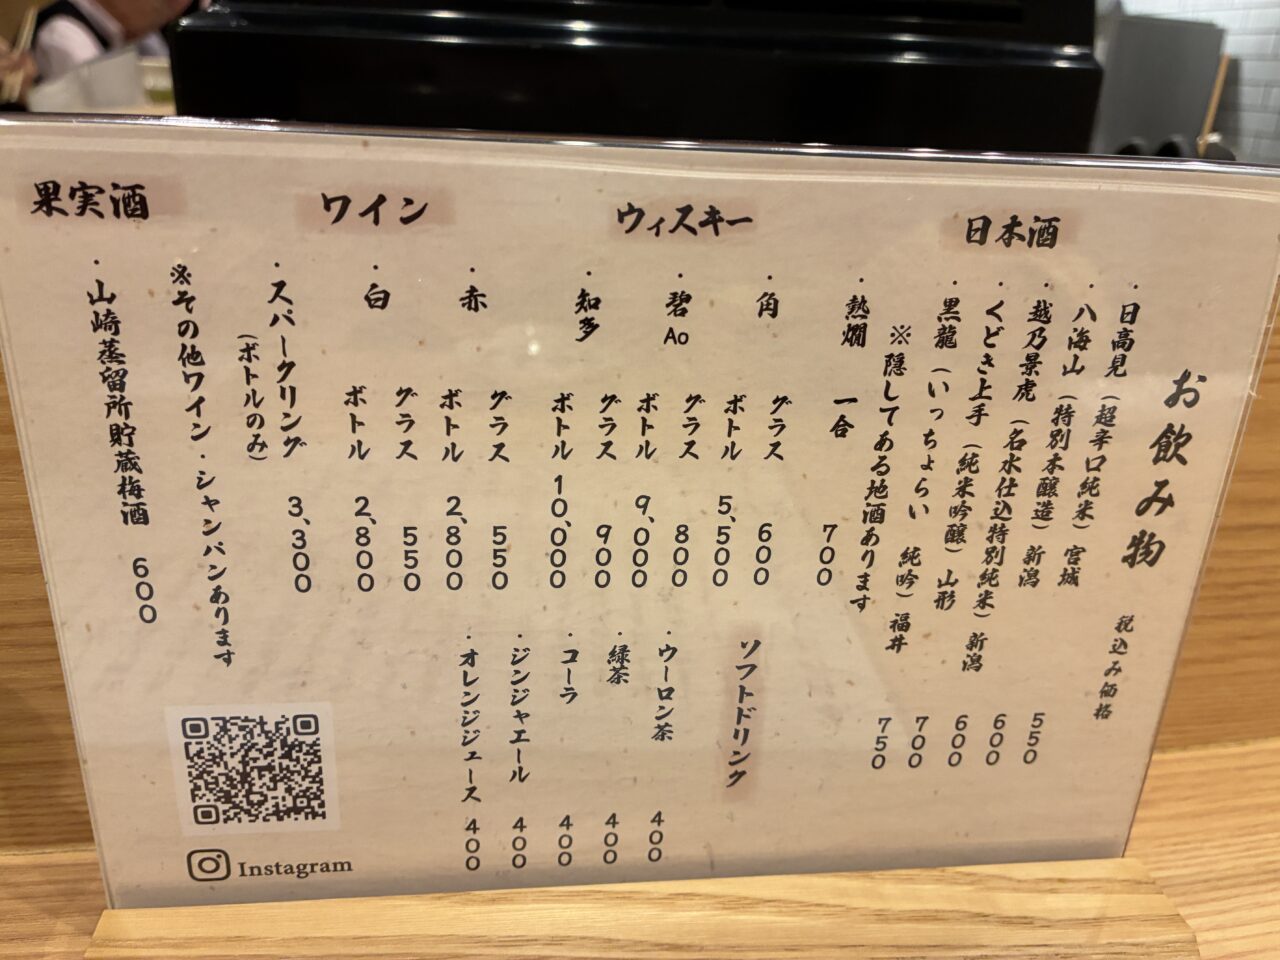 お飲み物 税込み価格
日本酒
・日高見(超辛口純米)宮城 550
・八海山(特別本醸造)新潟 600
・越乃景虎(名水仕込特別純米)新潟 600
・くどき上手(純米吟醸)山形 700
・黒龍(いっちょらい 純吟)福井 750
※隠してある地酒あります
・熱燗 一合 700
ウィスキー
・角 グラス 600
ボトル 5,500
・碧Ao グラス 800
ボトル 9,000
・知多 グラス 900
ボトル 10,000
ワイン
・赤 グラス 550
ボトル 2,800
・白 グラス 550
ボトル 2,800
・スパークリング 3,300
(ボトルのみ)
※その他ワイン・シャンパンあります
果実酒
・山崎蒸留所貯蔵梅酒 600
ソフトドリンク
・ウーロン茶 400
・緑茶 400
・コーラ 400
・ジンジャエール 400
・オレンジジュース 400
Instagram